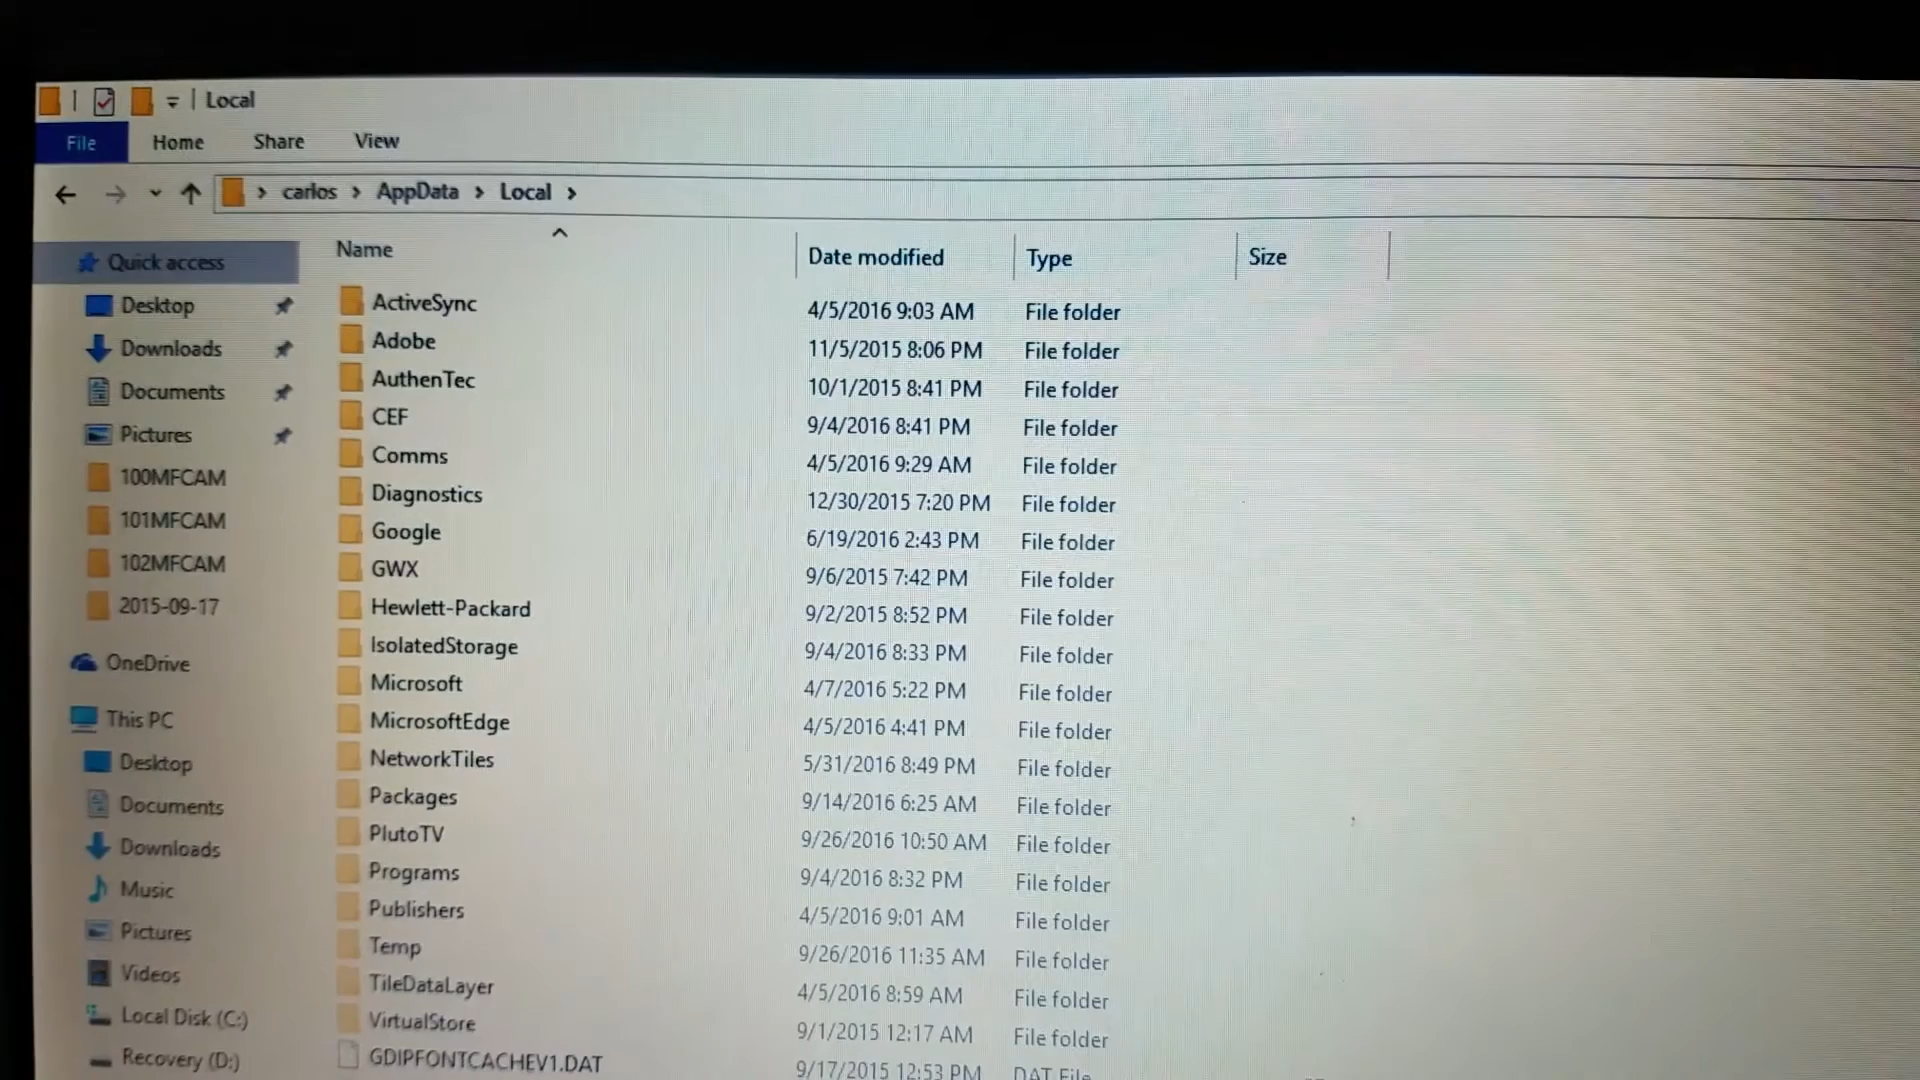 Local
File Home Share View
carlos AppData Local
Name Date modified Type Size
Quick access
Desktop
Downloads
Documents
Pictures
100MFCAM
101MFCAM
102MFCAM
2015-09-17
OneDrive
This PC
Desktop
Documents
Downloads
Music
Pictures
Videos
Local Disk (C:)
Recovery (D:)
ActiveSync 4/5/2016 9:03 AM File folder
Adobe 11/5/2015 8:06 PM File folder
AuthenTec 10/1/2015 8:41 PM File folder
CEF 9/4/2016 8:41 PM File folder
Comms 4/5/2016 9:29 AM File folder
Diagnostics 12/30/2015 7:20 PM File folder
Google 6/19/2016 2:43 PM File folder
GWX 9/6/2015 7:42 PM File folder
Hewlett-Packard 9/2/2015 8:52 PM File folder
IsolatedStorage 9/4/2016 8:33 PM File folder
Microsoft 4/7/2016 5:22 PM File folder
MicrosoftEdge 4/5/2016 4:41 PM File folder
NetworkTiles 5/31/2016 8:49 PM File folder
Packages 9/14/2016 6:25 AM File folder
PlutoTV 9/26/2016 10:50 AM File folder
Programs 9/4/2016 8:32 PM File folder
Publishers 4/5/2016 9:01 AM File folder
Temp 9/26/2016 11:35 AM File folder
TileDataLayer 4/5/2016 8:59 AM File folder
VirtualStore 9/1/2015 12:17 AM File folder
GDIPFONTCACHEV1.DAT 9/17/2015 12:53 PM DAT File